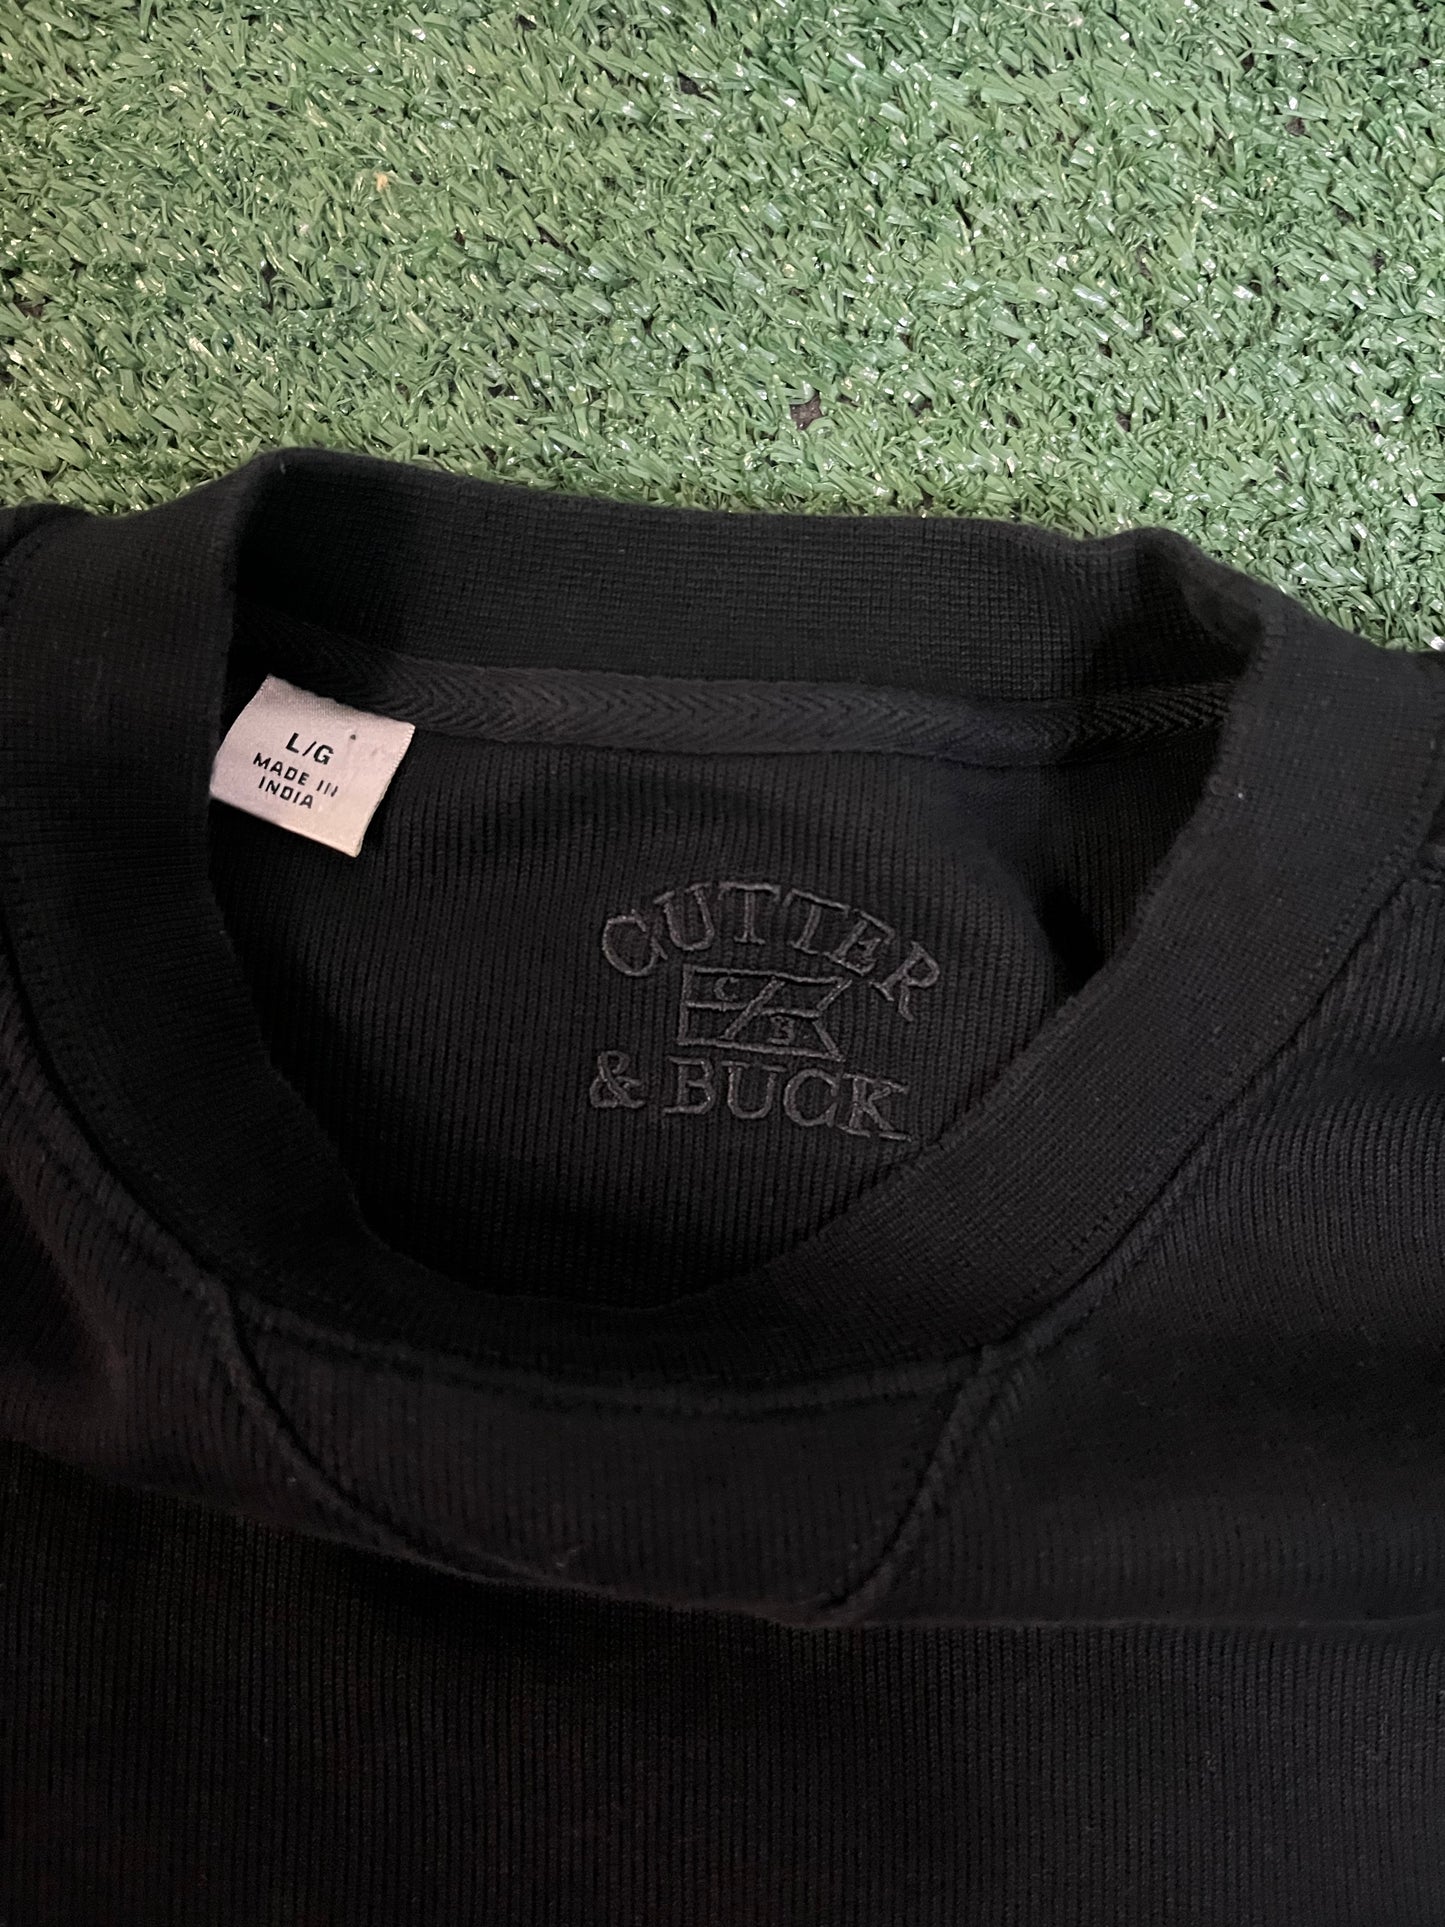 L/G
MADE IN
INDIA
CUTTER
C
B
& BUCK